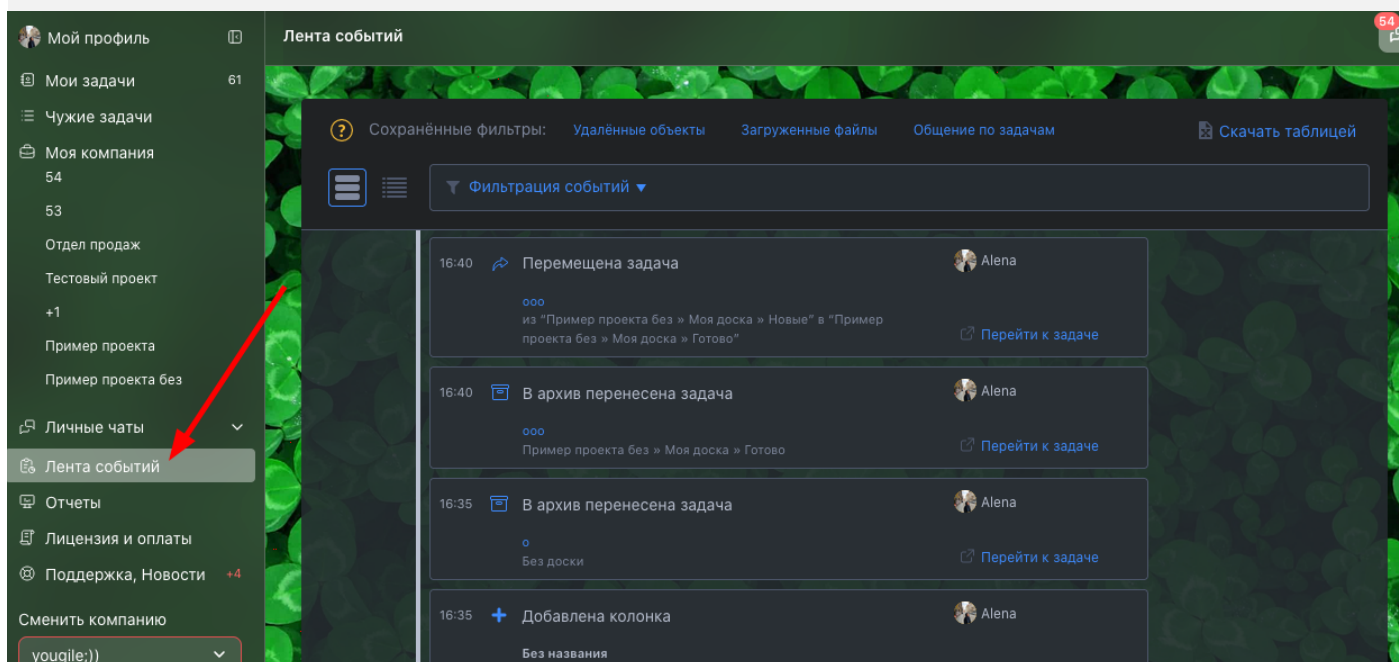 Мой профиль
Лента событий
54
Мои задачи 61
Чужие задачи
Моя компания
54
53
Отдел продаж
Тестовый проект
+1
Пример проекта
Пример проекта без
Личные чаты
Лента событий
Отчеты
Лицензия и оплаты
Поддержка, Новости +4
Сменить компанию
yougile;))
? Сохранённые фильтры: Удалённые объекты Загруженные файлы Общение по задачам Скачать таблицей
Фильтрация событий
16:40 Перемещена задача Alena
ооо
из “Пример проекта без » Моя доска » Новые” в “Пример
проекта без » Моя доска » Готово”
Перейти к задаче
16:40 В архив перенесена задача Alena
ооо
Пример проекта без » Моя доска » Готово
Перейти к задаче
16:35 В архив перенесена задача Alena
о
Без доски
Перейти к задаче
16:35 Добавлена колонка Alena
Без названия